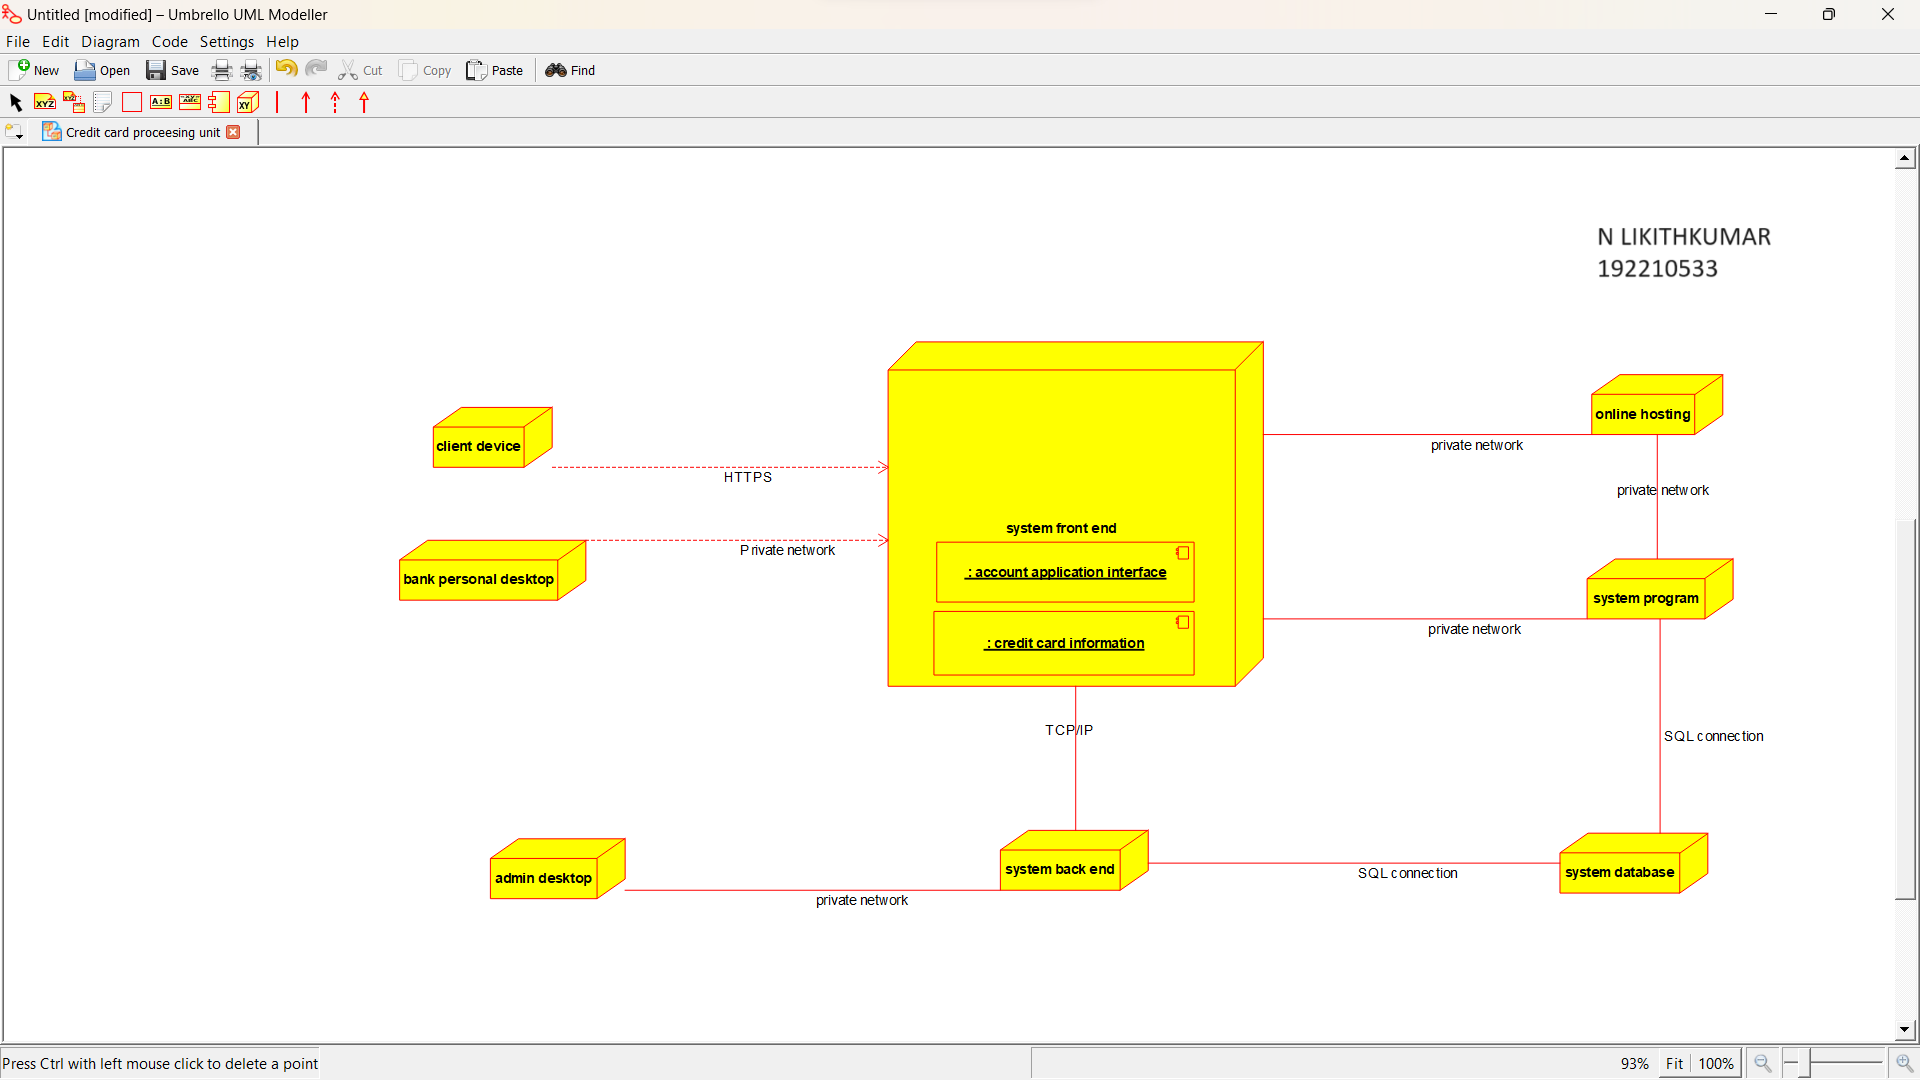 Untitled [modified] – Umbrello UML Modeller
File Edit Diagram Code Settings Help
New Open Save Cut Copy Paste Find
XYZ XYZ A:B ABC XY
Credit card proceesing unit
N LIKITHKUMAR
192210533
online hosting
client device
private network
HTTPS
private network
system front end
Private network
: account application interface
bank personal desktop
system program
private network
: credit card information
TCP/IP
SQL connection
system back end
system database
admin desktop
SQL connection
private network
Press Ctrl with left mouse click to delete a point
93% Fit 100%